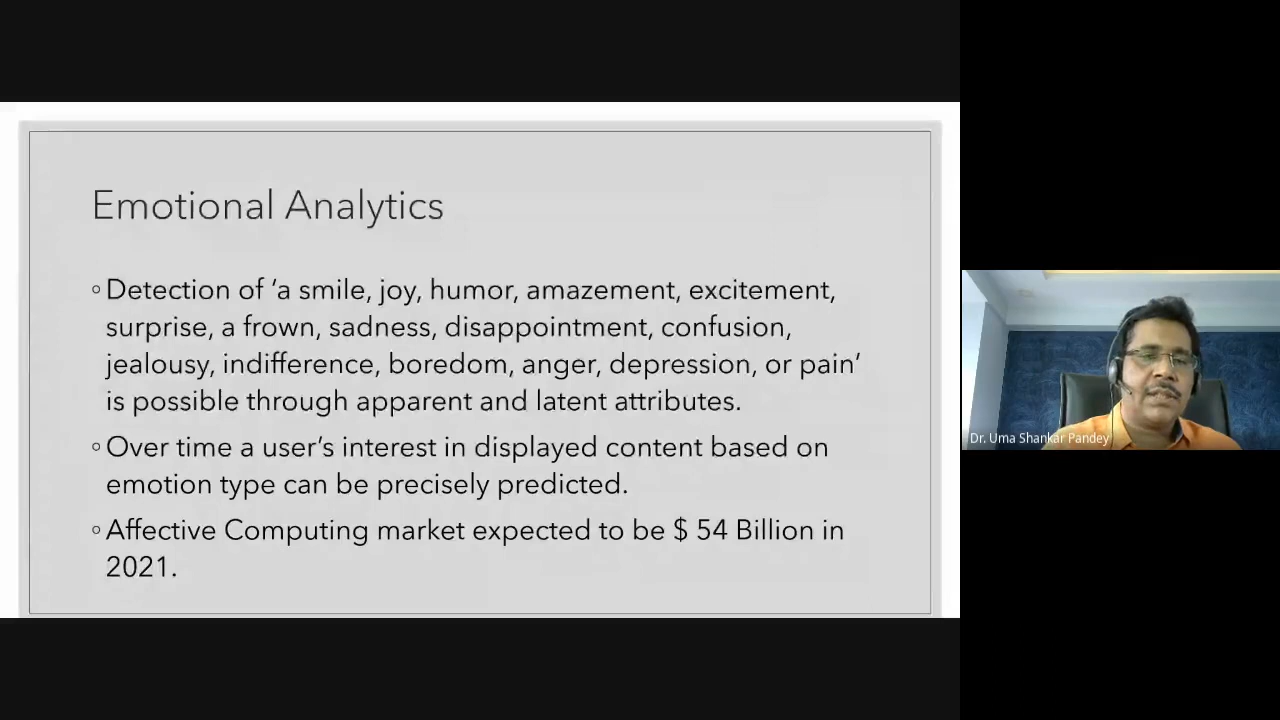 Emotional Analytics
◦ Detection of ‘a smile, joy, humor, amazement, excitement,
surprise, a frown, sadness, disappointment, confusion,
jealousy, indifference, boredom, anger, depression, or pain’
is possible through apparent and latent attributes.
◦ Over time a user’s interest in displayed content based on
emotion type can be precisely predicted.
◦ Affective Computing market expected to be $ 54 Billion in
2021.
Dr. Uma Shankar Pandey